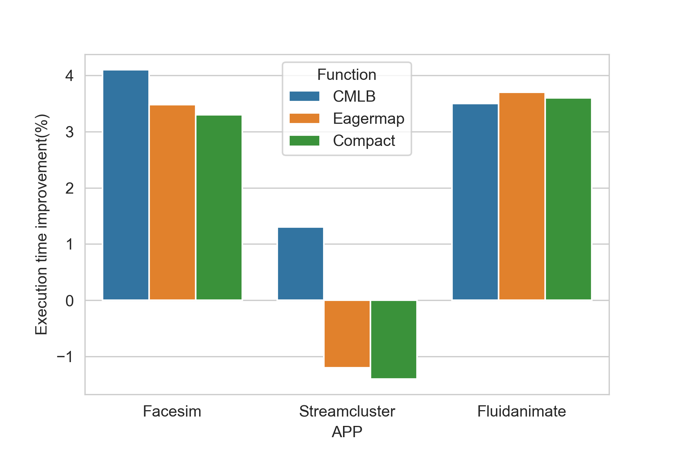 Execution time improvement(%)
4
3
2
1
0
−1
Function
CMLB
Eagermap
Compact
Facesim
Streamcluster
Fluidanimate
APP